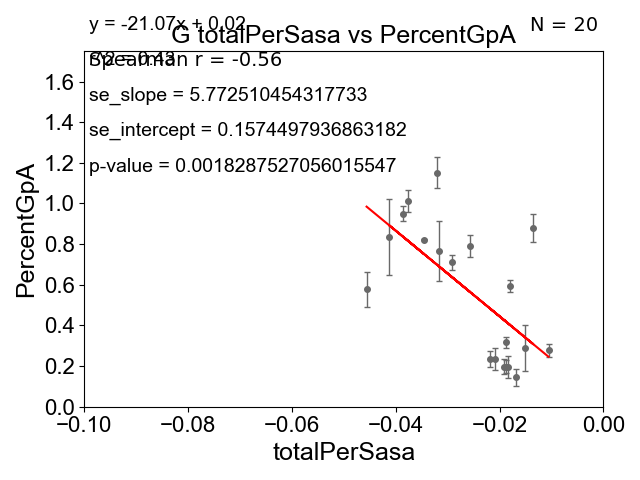 y = -21.07x + 0.02
N = 20
G totalPerSasa vs PercentGpA
Spearman r = -0.56
se_slope = 5.772510454317733
se_intercept = 0.1574497936863182
p-value = 0.0018287527056015547
PercentGpA
1.6
1.4
1.2
1.0
0.8
0.6
0.4
0.2
0.0
−0.10 −0.08 −0.06 −0.04 −0.02 0.00
totalPerSasa